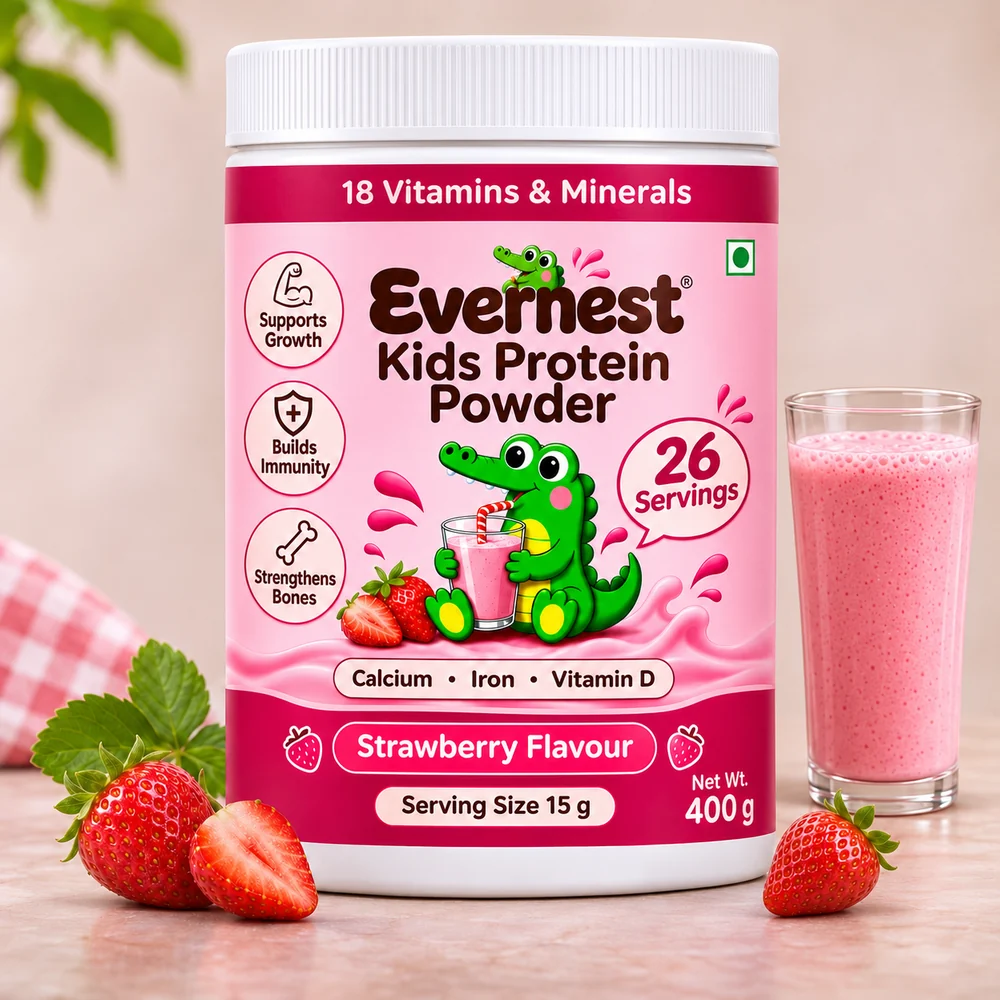 18 Vitamins & Minerals
Evernest®
Kids Protein
Powder
Supports
Growth
Builds
Immunity
Strengthens
Bones
26
Servings
Calcium • Iron • Vitamin D
Strawberry Flavour
Serving Size 15 g
Net Wt.
400 g